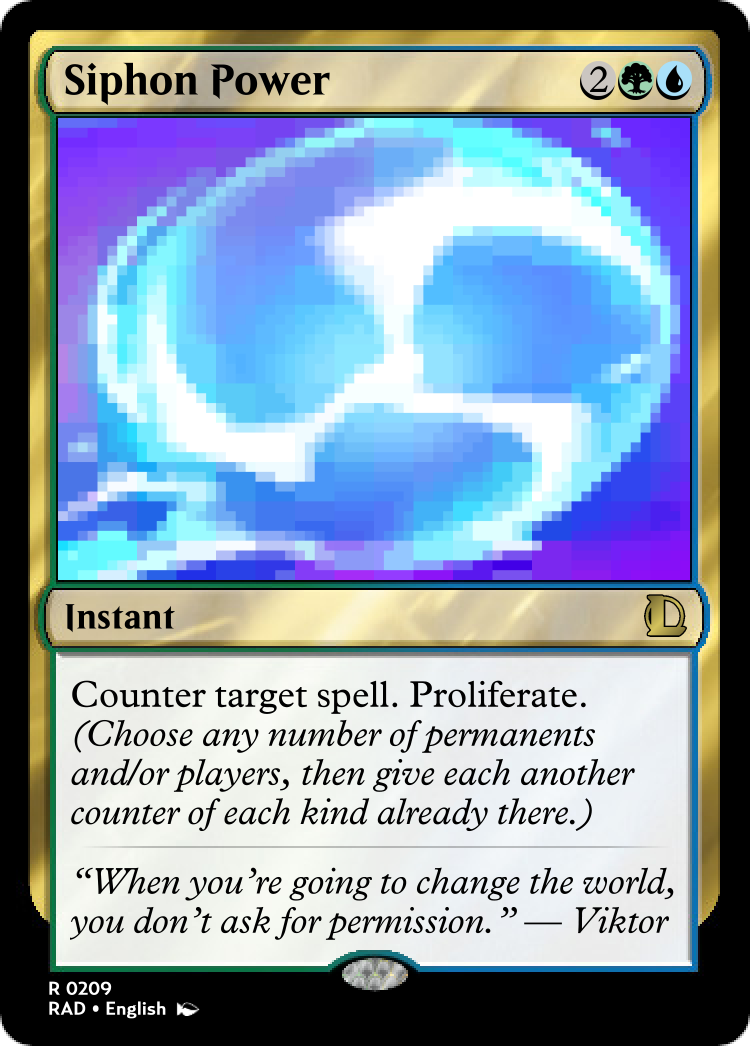 Siphon Power 2
Instant
Counter target spell. Proliferate.
(Choose any number of permanents
and/or players, then give each another
counter of each kind already there.)
“When you’re going to change the world,
you don’t ask for permission.” — Viktor
R 0209
RAD • English